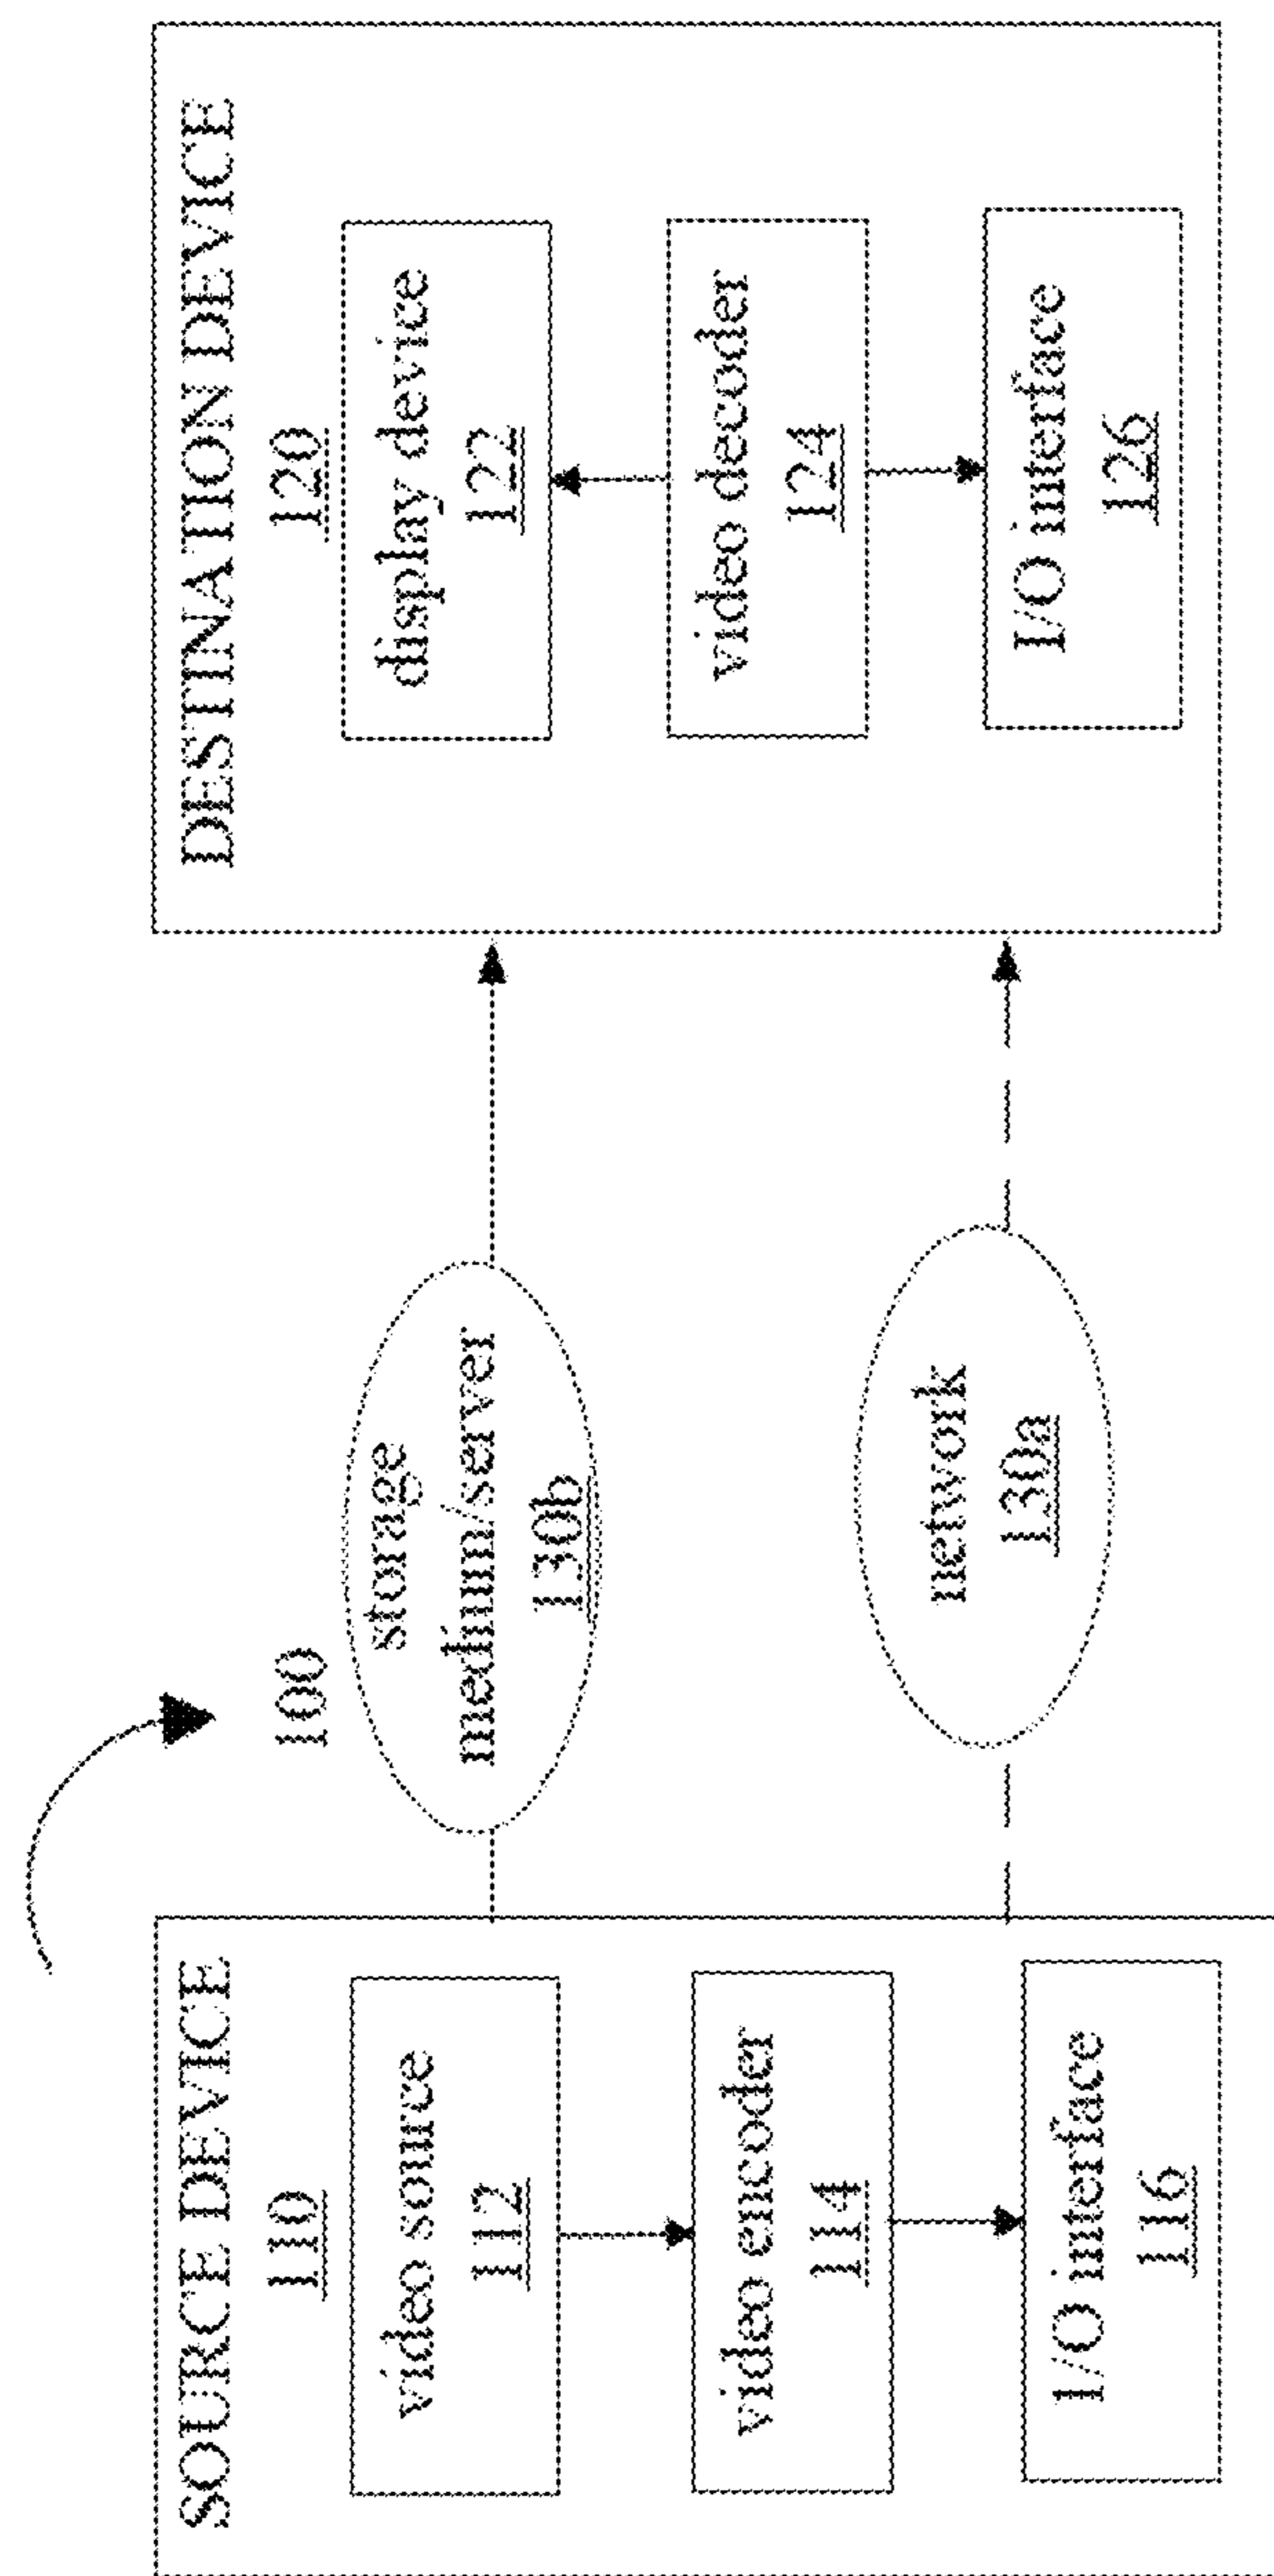 100
SOURCE DEVICE
110
video source
112
video encoder
114
I/O interface
116
storage
medium/server
130b
network
130a
DESTINATION DEVICE
120
display device
122
video decoder
124
I/O interface
126